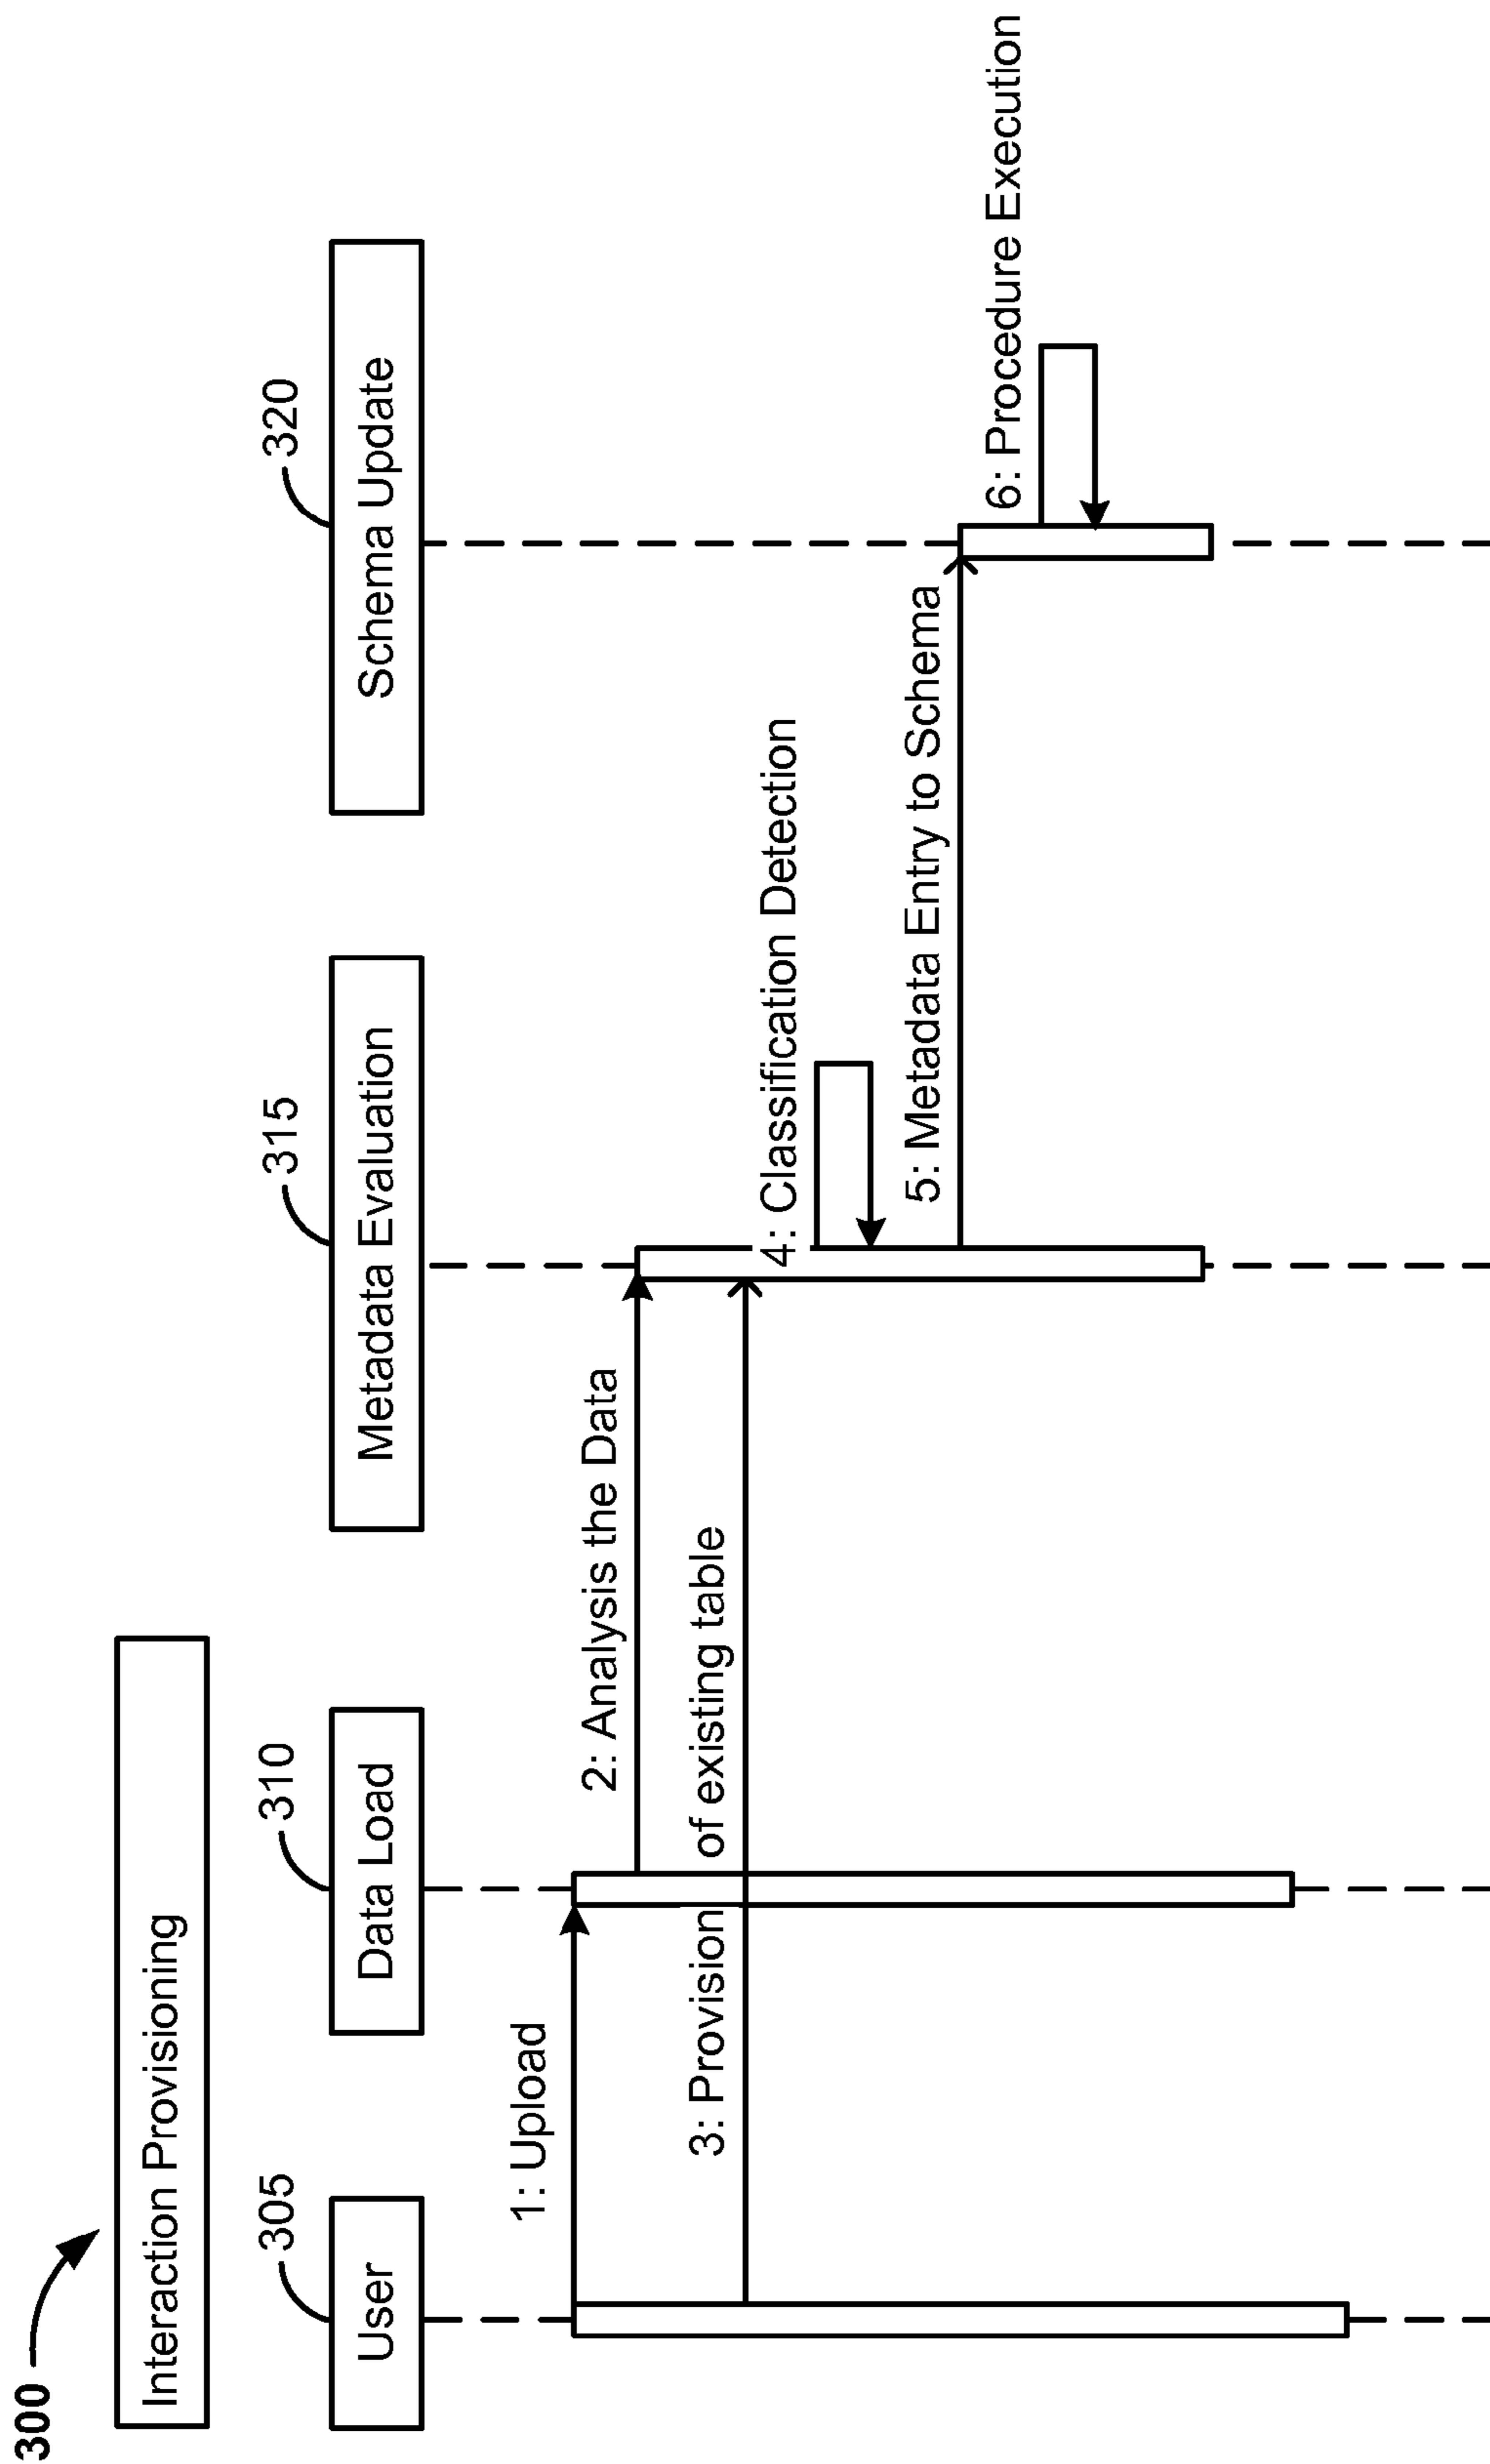 300
Interaction Provisioning
305
310
315
320
User
Data Load
Metadata Evaluation
Schema Update
1: Upload
2: Analysis the Data
3: Provision of existing table
4: Classification Detection
5: Metadata Entry to Schema
6: Procedure Execution